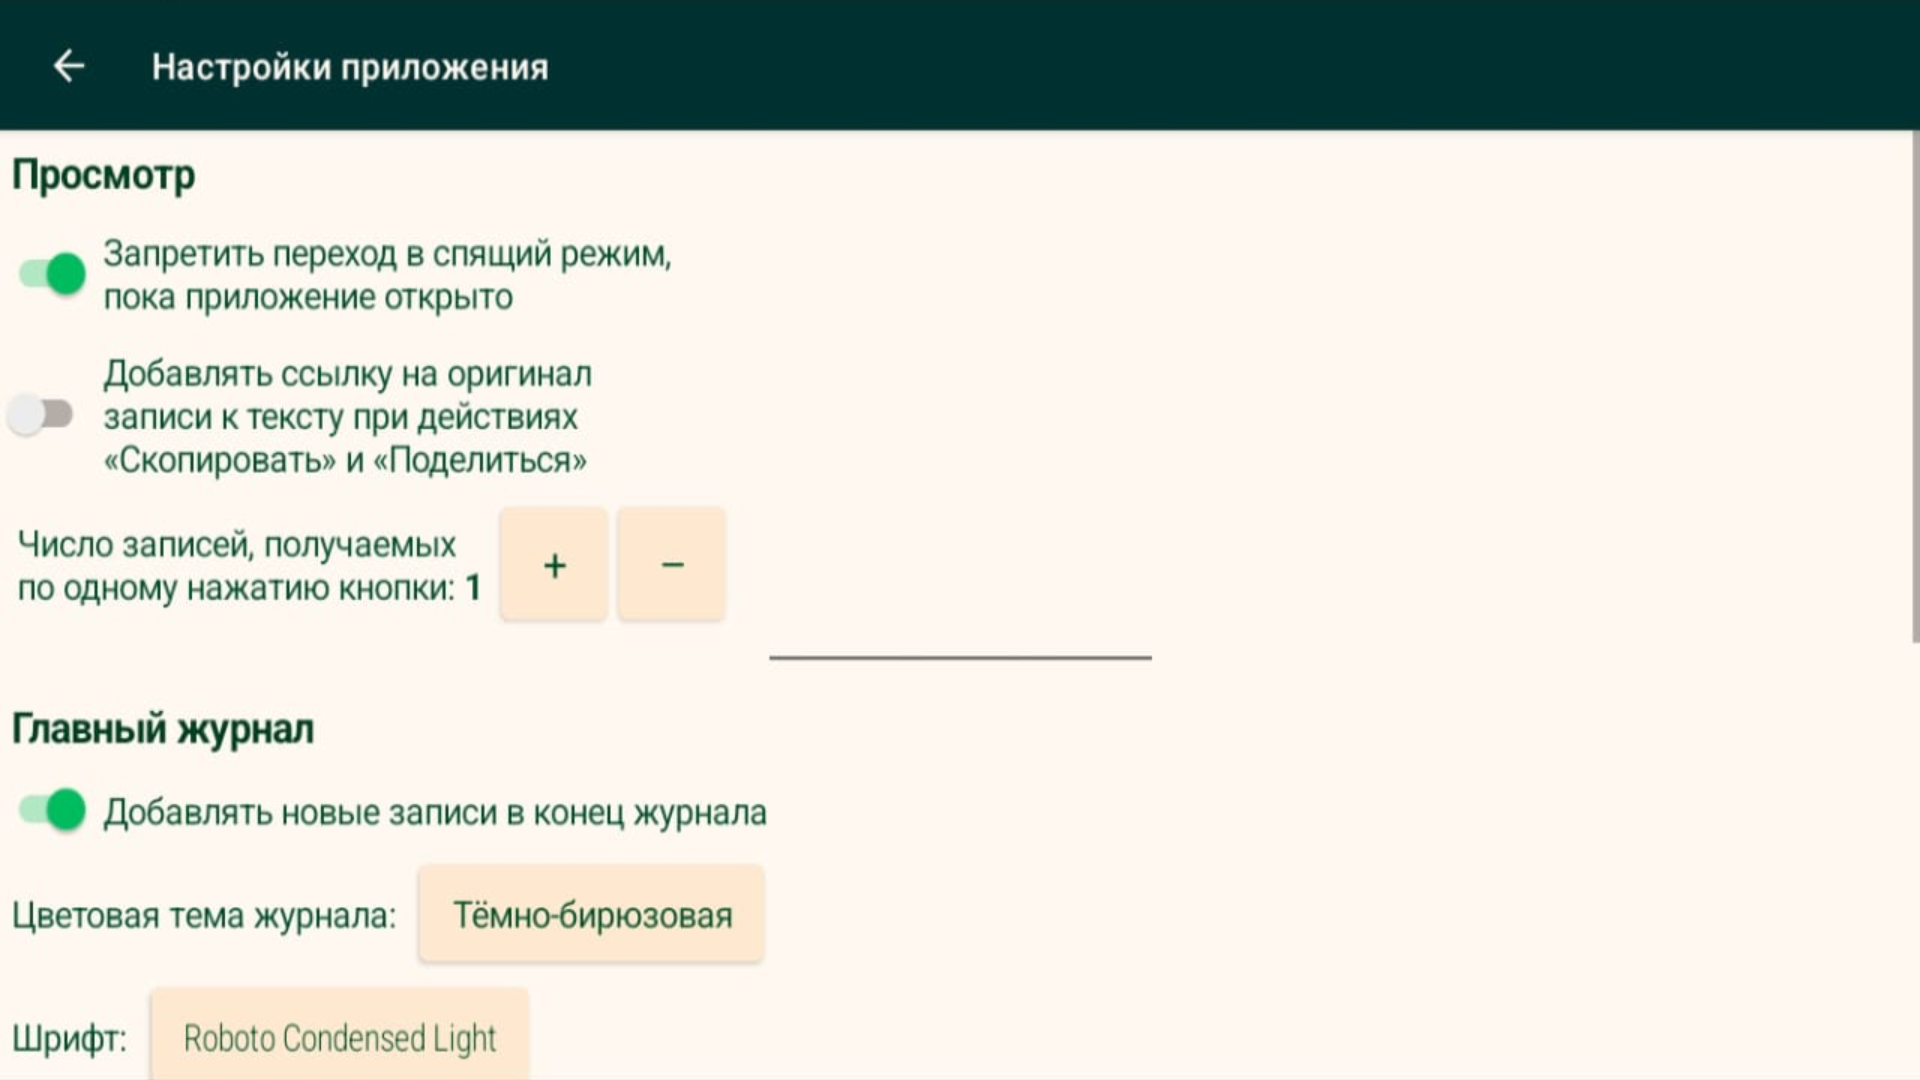 Настройки приложения
Просмотр
Запретить переход в спящий режим,
пока приложение открыто
Добавлять ссылку на оригинал
записи к тексту при действиях
«Скопировать» и «Поделиться»
Число записей, получаемых
по одному нажатию кнопки: 1
+ −
Главный журнал
Добавлять новые записи в конец журнала
Цветовая тема журнала: Тёмно-бирюзовая
Шрифт: Roboto Condensed Light